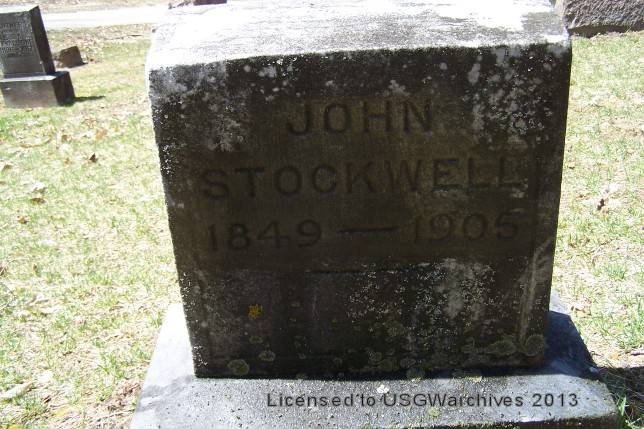 JOHN
STOCKWELL
1849 — 1905
Licensed to USGWarchives 2013